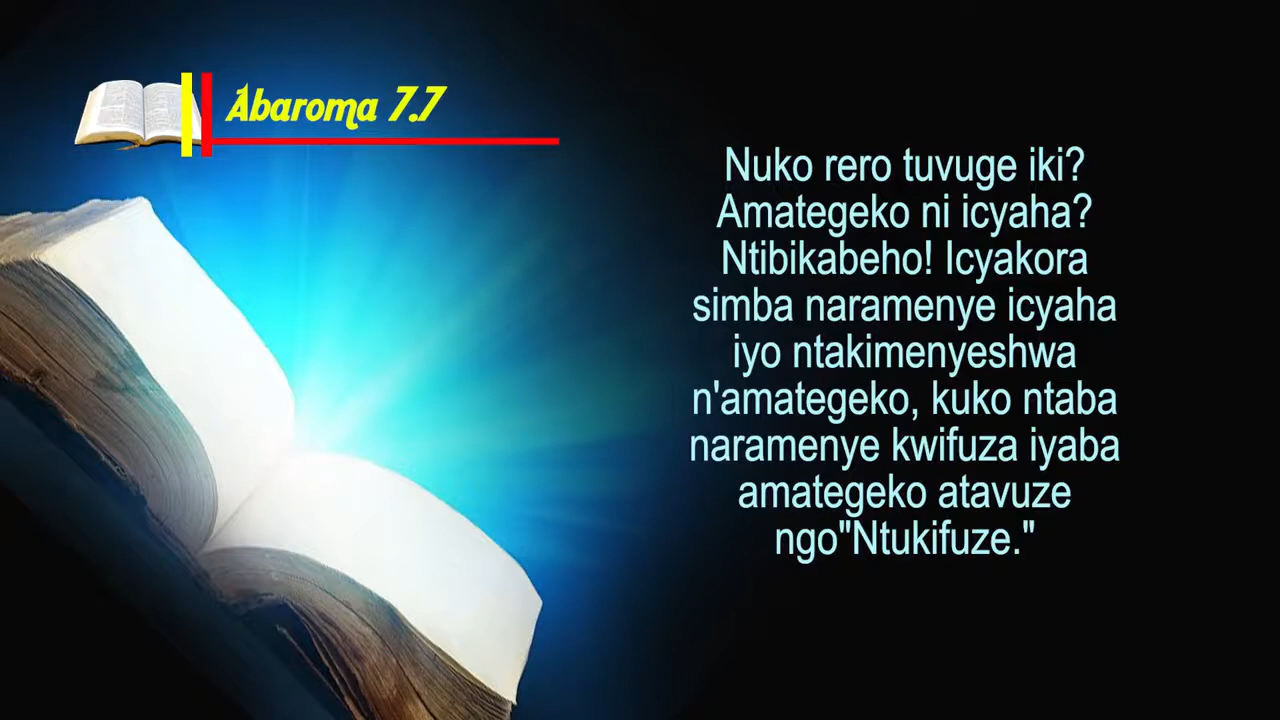 Abaroma 7.7
Nuko rero tuvuge iki?
Amategeko ni icyaha?
Ntibikabeho! Icyakora
simba naramenye icyaha
iyo ntakimenyeshwa
n'amategeko, kuko ntaba
naramenye kwifuza iyaba
amategeko atavuze
ngo"Ntukifuze."